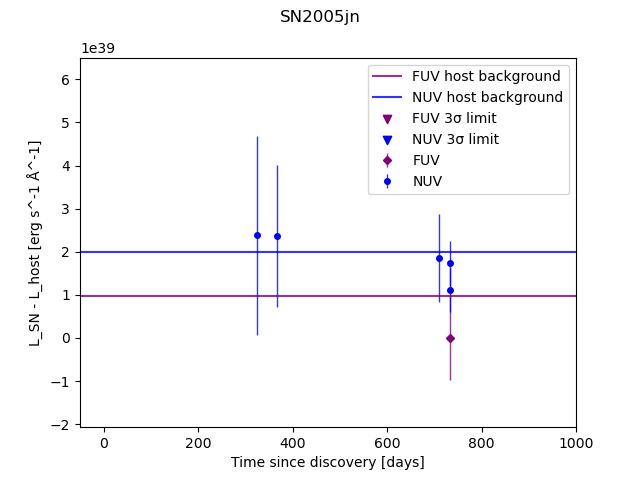 SN2005jn
1e39
6
5
4
3
2
1
0
−1
−2
L_SN - L_host [erg s^-1 Å^-1]
FUV host background
NUV host background
FUV 3σ limit
NUV 3σ limit
FUV
NUV
0 200 400 600 800 1000
Time since discovery [days]